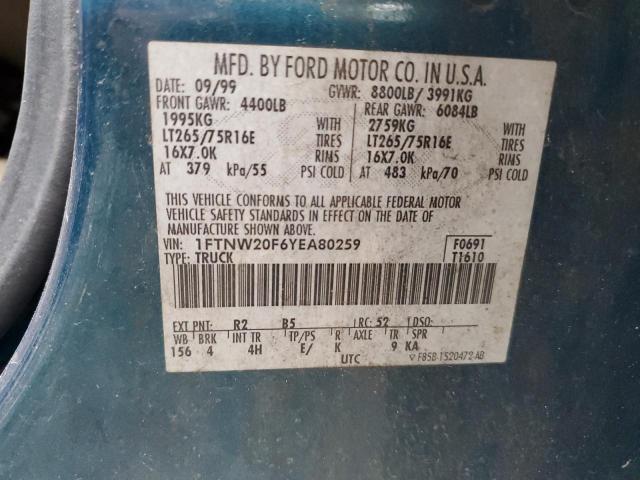 MFD. BY FORD MOTOR CO. IN U.S.A.
DATE: 09/99 GVWR: 8800LB/ 3991KG
FRONT GAWR: 4400LB REAR GAWR: 6084LB
1995KG WITH 2759KG WITH
LT265/75R16E TIRES LT265/75R16E TIRES
16X7.0K RIMS 16X7.0K RIMS
AT 379 kPa/55 PSI COLD AT 483 kPa/70 PSI COLD
THIS VEHICLE CONFORMS TO ALL APPLICABLE FEDERAL MOTOR
VEHICLE SAFETY STANDARDS IN EFFECT ON THE DATE OF
MANUFACTURE SHOWN ABOVE.
VIN: 1FTNW20F6YEA80259 F0691
TYPE: TRUCK T1610
EXT PNT: R2 B5 RC: 52 DSO:
WB BRK INT TR TP/PS R AXLE TR SPR
156 4 4H E/ K 9 KA
UTC F85B-1520472-AB